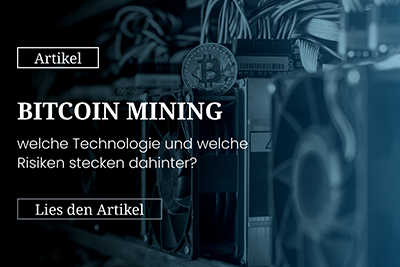 Artikel
BITCOIN MINING
welche Technologie und welche
Risiken stecken dahinter?
Lies den Artikel